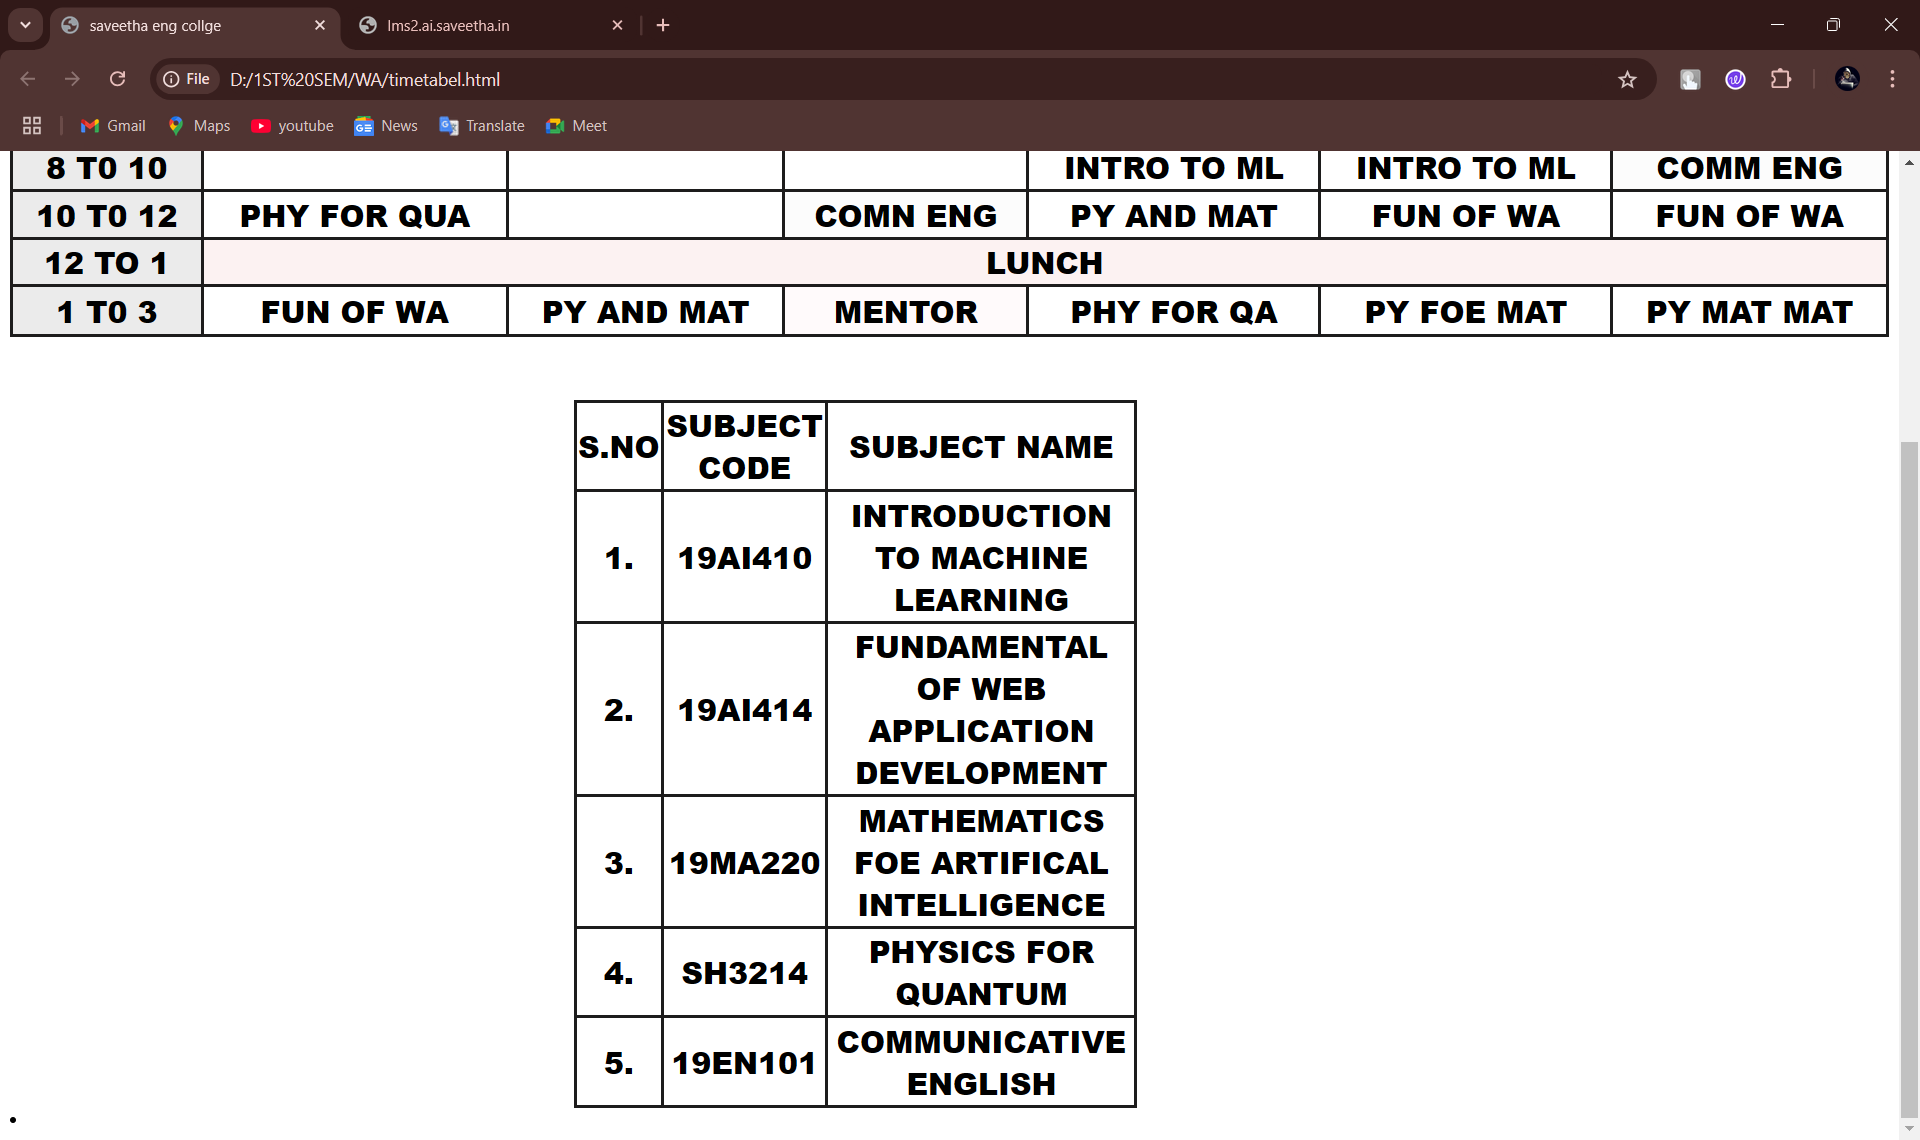 saveetha eng collge
lms2.ai.saveetha.in
File D:/1ST%20SEM/WA/timetabel.html
Gmail Maps youtube News Translate Meet
8 T0 10 INTRO TO ML INTRO TO ML COMM ENG
10 T0 12 PHY FOR QUA COMN ENG PY AND MAT FUN OF WA FUN OF WA
12 TO 1 LUNCH
1 T0 3 FUN OF WA PY AND MAT MENTOR PHY FOR QA PY FOE MAT PY MAT MAT
S.NO SUBJECT CODE SUBJECT NAME
1. 19AI410 INTRODUCTION
TO MACHINE
LEARNING
2. 19AI414 FUNDAMENTAL
OF WEB
APPLICATION
DEVELOPMENT
3. 19MA220 MATHEMATICS
FOE ARTIFICAL
INTELLIGENCE
4. SH3214 PHYSICS FOR
QUANTUM
5. 19EN101 COMMUNICATIVE
ENGLISH